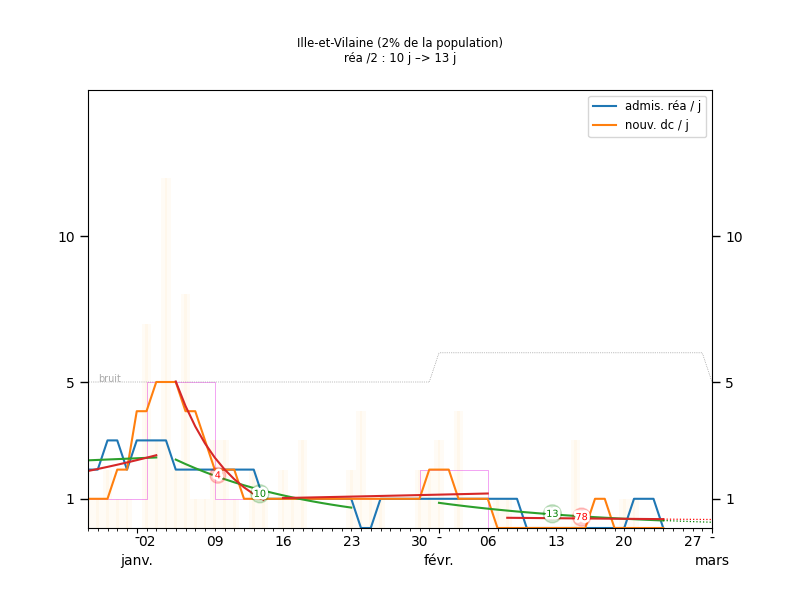 Ille-et-Vilaine (2% de la population)
réa /2 : 10 j –> 13 j
admis. réa / j
nouv. dc / j
10
10
bruit
5
5
4
10
13
78
1
1
02
09
16
23
30
06
13
20
27
janv.
févr.
mars